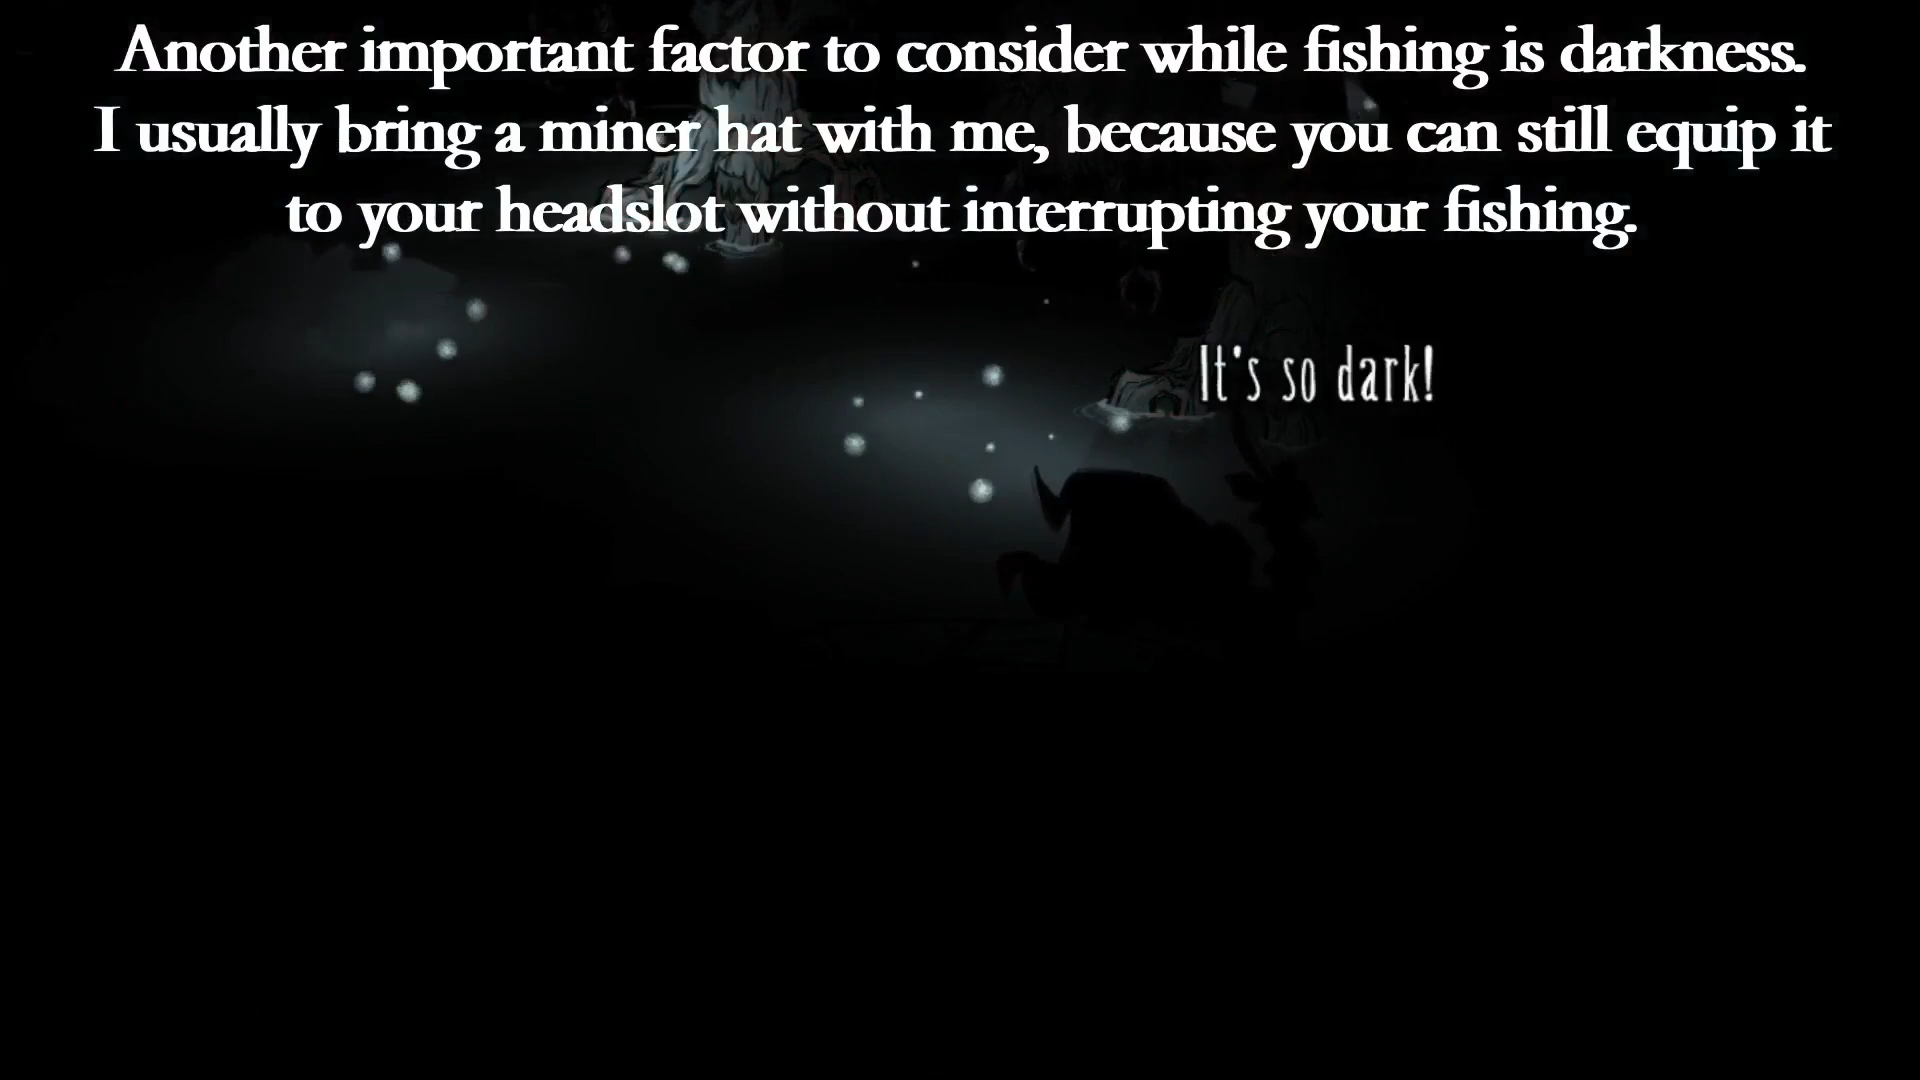 Another important factor to consider while fishing is darkness.
I usually bring a miner hat with me, because you can still equip it
to your headslot without interrupting your fishing.
It's so dark!